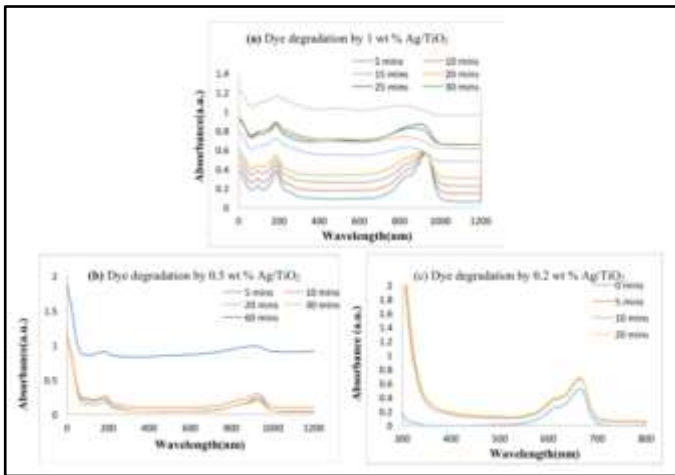 (a) Dye degradation by 1 wt % Ag/TiO₂
5 mins 10 mins
15 mins 20 mins
25 mins 30 mins
Absorbance(a.u.)
1.4
1.2
1
0.8
0.6
0.4
0.2
0
0 200 400 600 800 1000 1200
Wavelength(nm)
(b) Dye degradation by 0.5 wt % Ag/TiO₂
5 mins 10 mins
20 mins 30 mins
60 mins
Absorbance(a.u.)
2
1.5
1
0.5
0
0 200 400 600 800 1000 1200
Wavelength(nm)
(c) Dye degradation by 0.2 wt % Ag/TiO₂
0 mins
5 mins
10 mins
20 mins
Absorbance (a.u.)
2
1.8
1.6
1.4
1.2
1
0.8
0.6
0.4
0.2
0
300 400 500 600 700 800
Wavelength(nm)